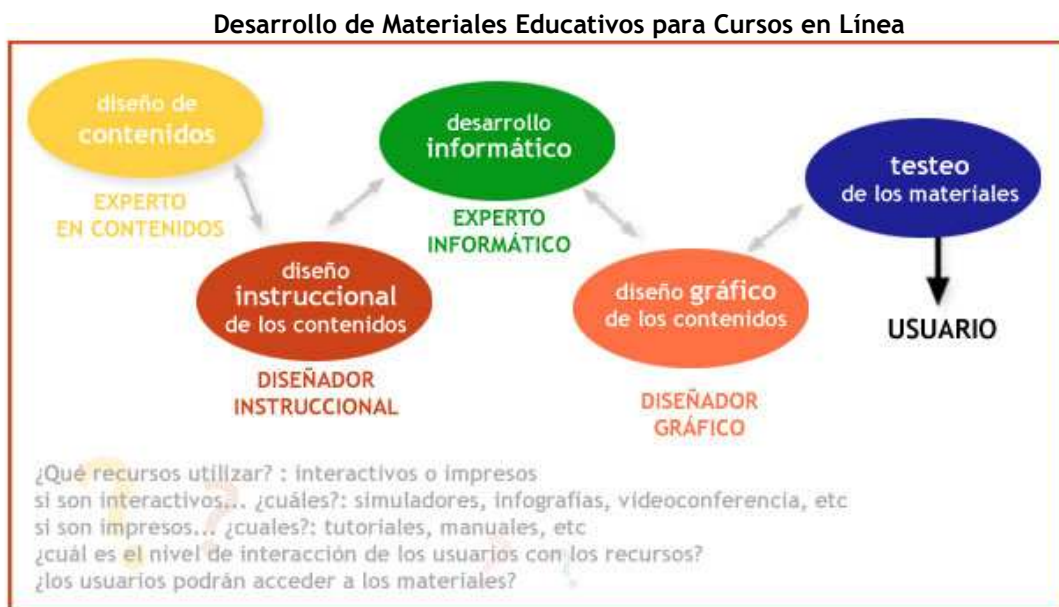 Desarrollo de Materiales Educativos para Cursos en Línea
diseño de
contenidos
EXPERTO
EN CONTENIDOS
diseño
instruccional
de los contenidos
DISEÑADOR
INSTRUCCIONAL
desarrollo
informático
EXPERTO
INFORMÁTICO
diseño gráfico
de los contenidos
DISEÑADOR
GRÁFICO
testeo
de los materiales
USUARIO
¿Qué recursos utilizar? : interactivos o impresos
si son interactivos... ¿cuáles?: simuladores, infografías, videoconferencia, etc
si son impresos... ¿cuales?: tutoriales, manuales, etc
¿cuál es el nivel de interacción de los usuarios con los recursos?
¿los usuarios podrán acceder a los materiales?